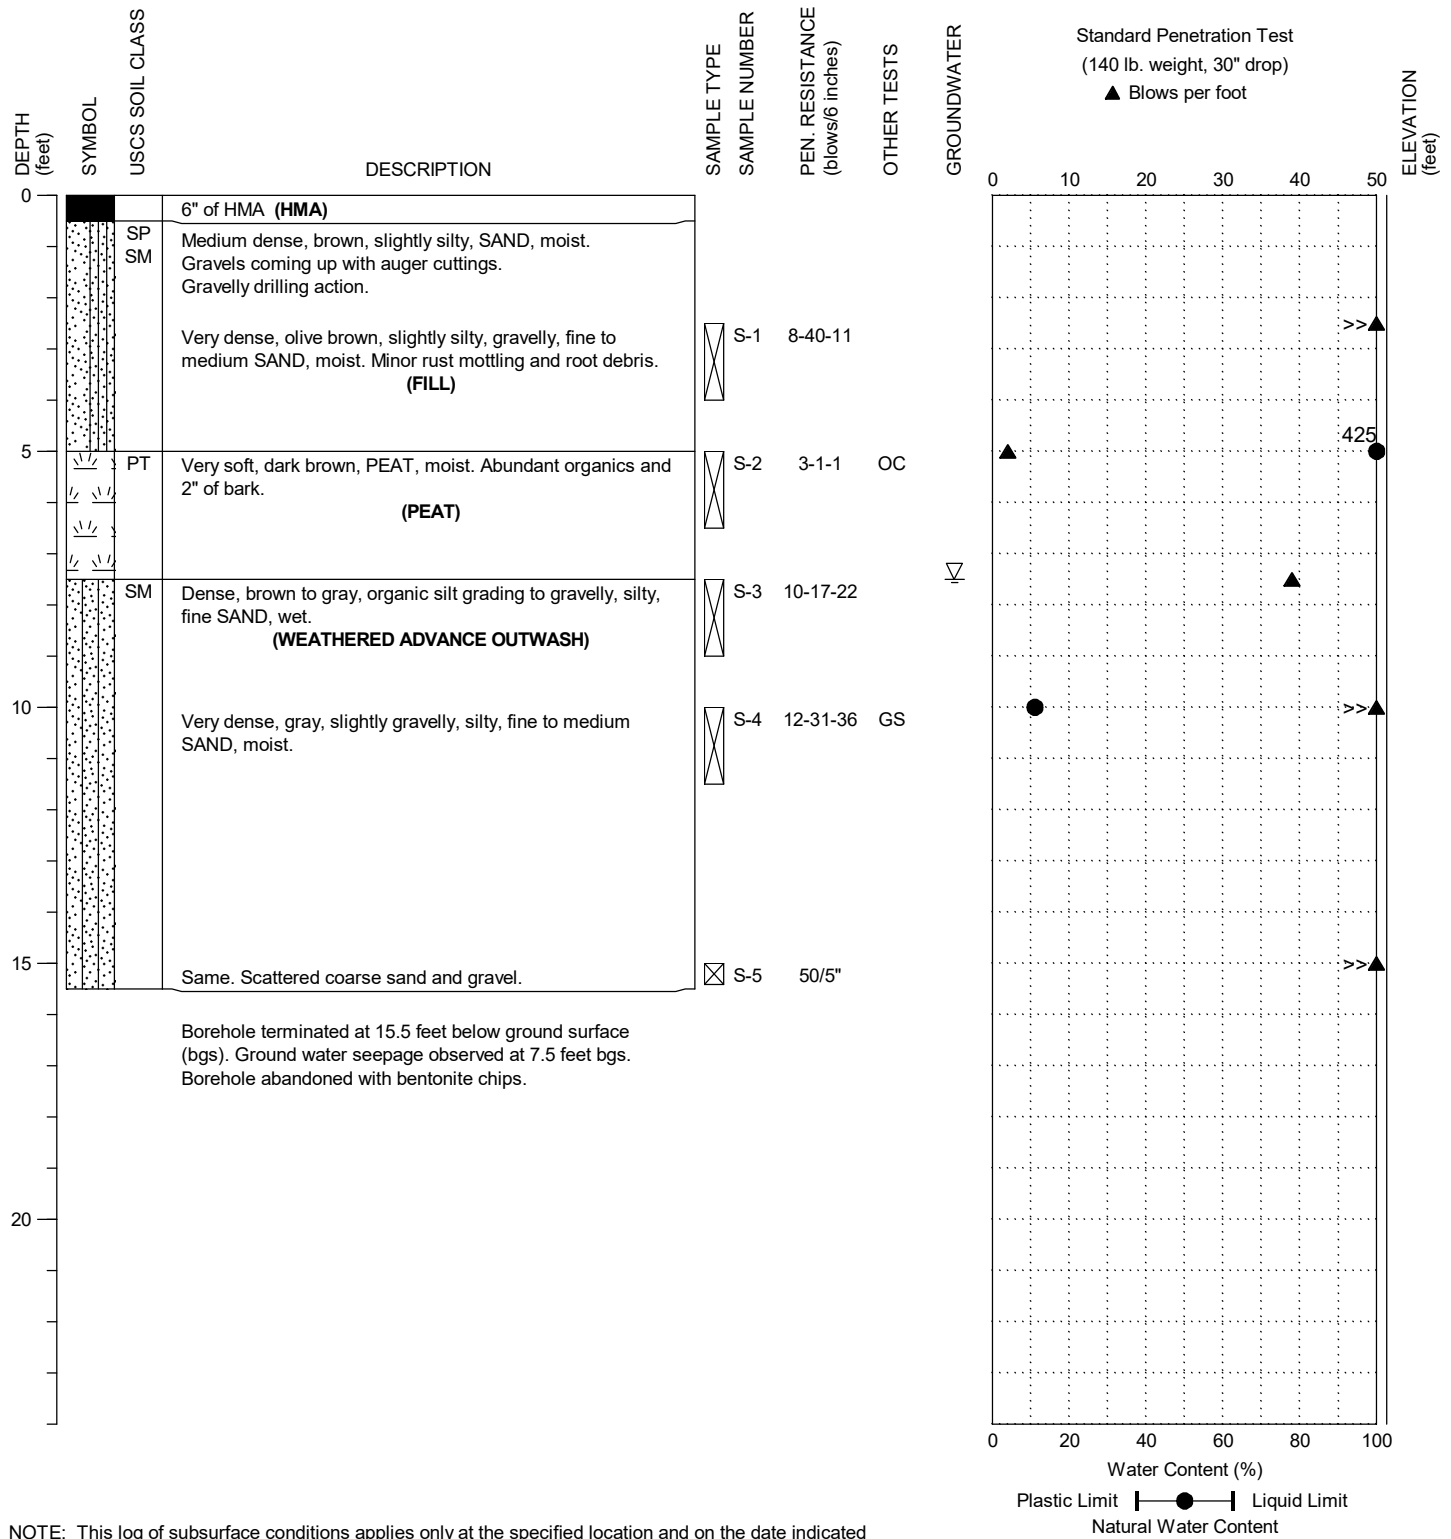 DEPTH
(feet)
SYMBOL
USCS SOIL CLASS
DESCRIPTION
SAMPLE TYPE
SAMPLE NUMBER
PEN. RESISTANCE
(blows/6 inches)
OTHER TESTS
GROUNDWATER
Standard Penetration Test
(140 lb. weight, 30" drop)
▲ Blows per foot
ELEVATION
(feet)
0 10 20 30 40 50
0
6" of HMA (HMA)
SP
SM
Medium dense, brown, slightly silty, SAND, moist.
Gravels coming up with auger cuttings.
Gravelly drilling action.
Very dense, olive brown, slightly silty, gravelly, fine to
medium SAND, moist. Minor rust mottling and root debris.
(FILL)
S-1 8-40-11
>>
5
PT
Very soft, dark brown, PEAT, moist. Abundant organics and
2" of bark.
(PEAT)
S-2 3-1-1 OC
425
SM
Dense, brown to gray, organic silt grading to gravelly, silty,
fine SAND, wet.
(WEATHERED ADVANCE OUTWASH)
S-3 10-17-22
10
Very dense, gray, slightly gravelly, silty, fine to medium
SAND, moist.
S-4 12-31-36 GS
>>
15
Same. Scattered coarse sand and gravel.
S-5 50/5"
>>
Borehole terminated at 15.5 feet below ground surface
(bgs). Ground water seepage observed at 7.5 feet bgs.
Borehole abandoned with bentonite chips.
20
0 20 40 60 80 100
Water Content (%)
Plastic Limit Liquid Limit
Natural Water Content
NOTE: This log of subsurface conditions applies only at the specified location and on the date indicated